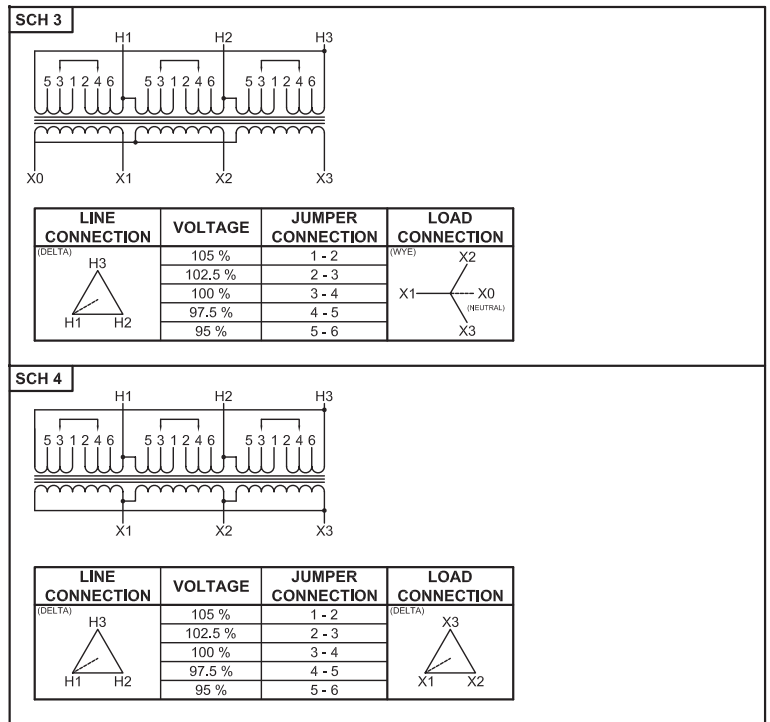 SCH 3
H1 H2 H3
5 3 1 2 4 6 5 3 1 2 4 6 5 3 1 2 4 6
X0 X1 X2 X3
LINE CONNECTION VOLTAGE JUMPER CONNECTION LOAD CONNECTION
(DELTA) H3 H1 H2
105 % 1 - 2
102.5 % 2 - 3
100 % 3 - 4
97.5 % 4 - 5
95 % 5 - 6
(WYE) X2 X1 X0 (NEUTRAL) X3
SCH 4
H1 H2 H3
5 3 1 2 4 6 5 3 1 2 4 6 5 3 1 2 4 6
X1 X2 X3
LINE CONNECTION VOLTAGE JUMPER CONNECTION LOAD CONNECTION
(DELTA) H3 H1 H2
105 % 1 - 2
102.5 % 2 - 3
100 % 3 - 4
97.5 % 4 - 5
95 % 5 - 6
(DELTA) X3 X1 X2